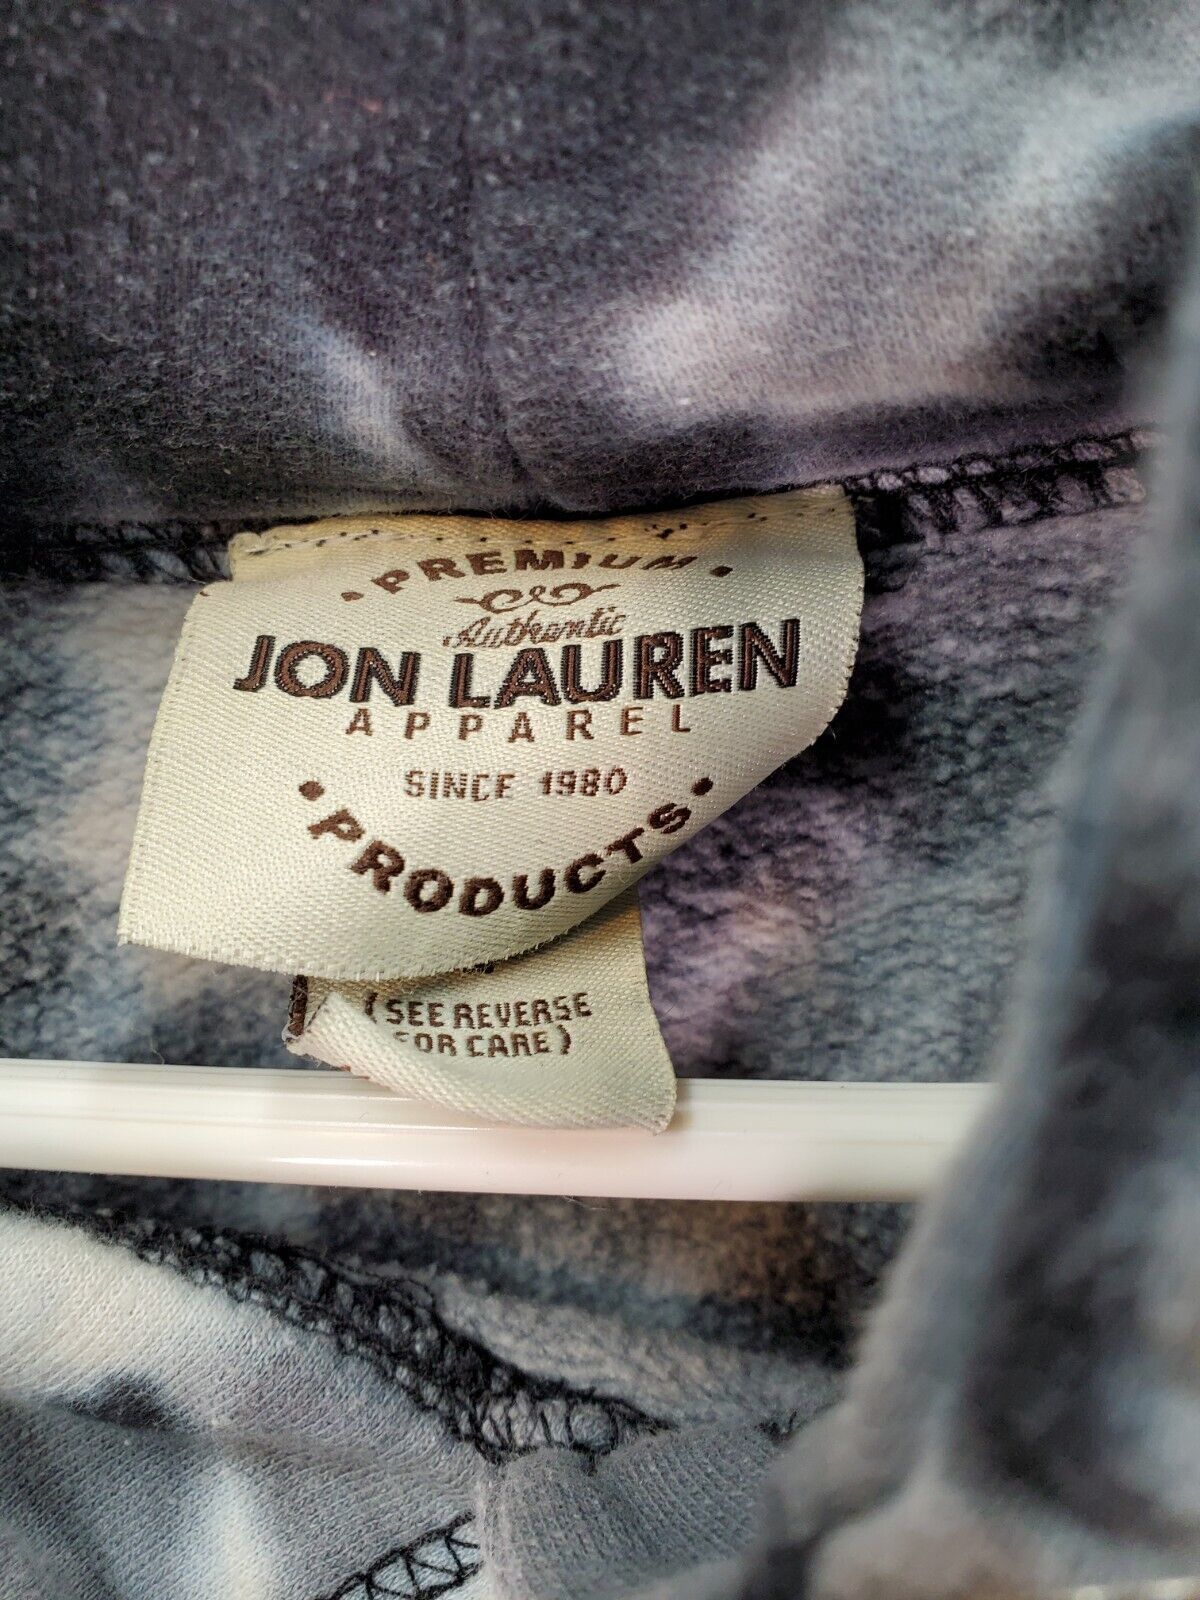 • PREMIUM •
Authentic
JON LAUREN
APPAREL
SINCE 1980
• PRODUCTS •
(SEE REVERSE
FOR CARE)